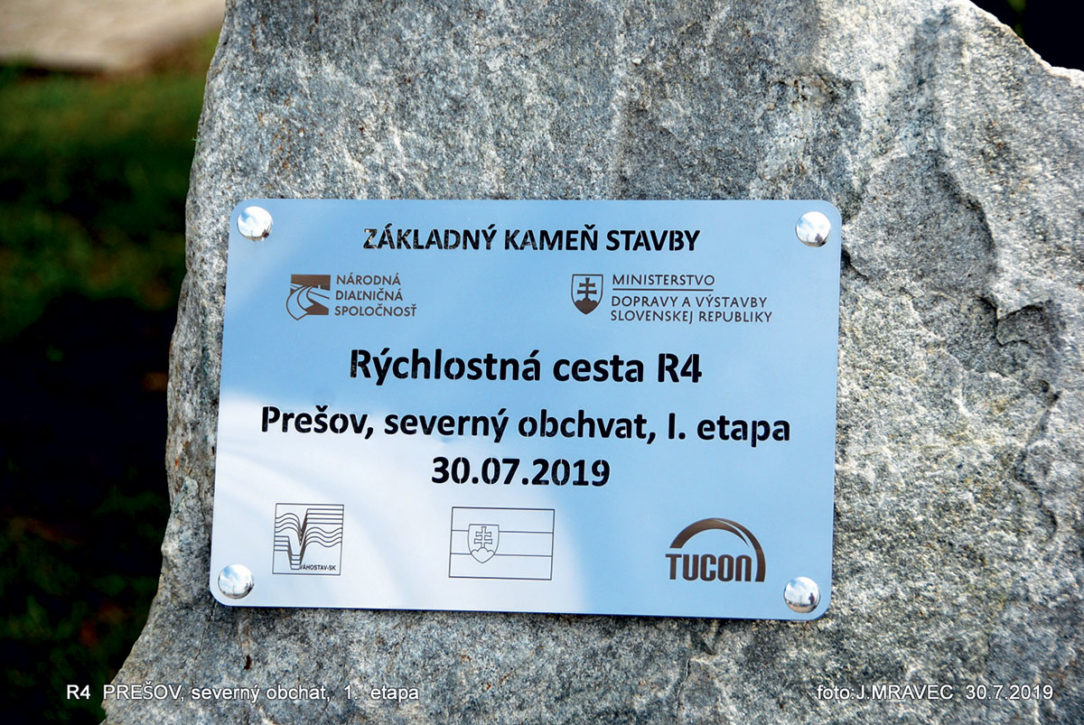 ZÁKLADNÝ KAMEŇ STAVBY
NÁRODNÁ
DIAĽNIČNÁ
SPOLOČNOSŤ
MINISTERSTVO
DOPRAVY A VÝSTAVBY
SLOVENSKEJ REPUBLIKY
Rýchlostná cesta R4
Prešov, severný obchvat, I. etapa
30.07.2019
VÁHOSTAV-SK
TUCON
R4 PREŠOV, severný obchat, 1. etapa
foto:J.MRAVEC 30.7.2019